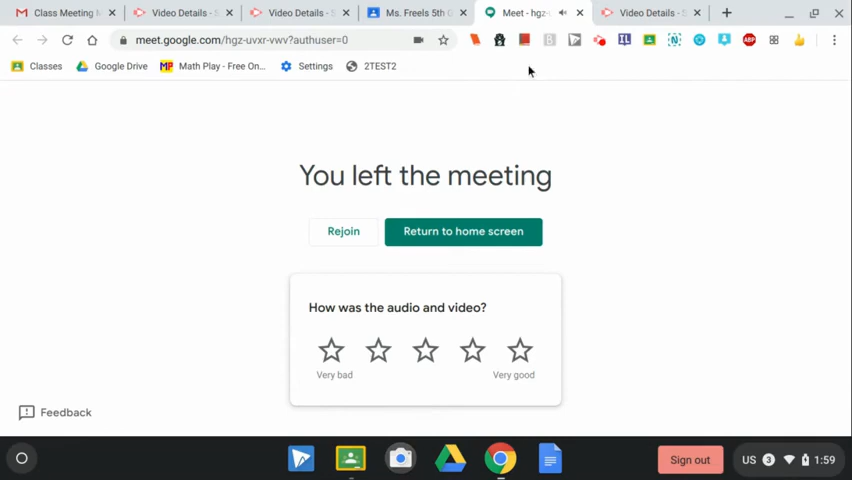 Class Meeting
Video Details - S
Video Details - S
Ms. Freels 5th
Meet - hgz-
Video Details - S
meet.google.com/hgz-uvxr-vwv?authuser=0
Classes
Google Drive
Math Play - Free On...
Settings
2TEST2
You left the meeting
Rejoin
Return to home screen
How was the audio and video?
Very bad
Very good
Feedback
Sign out
US
3
1:59